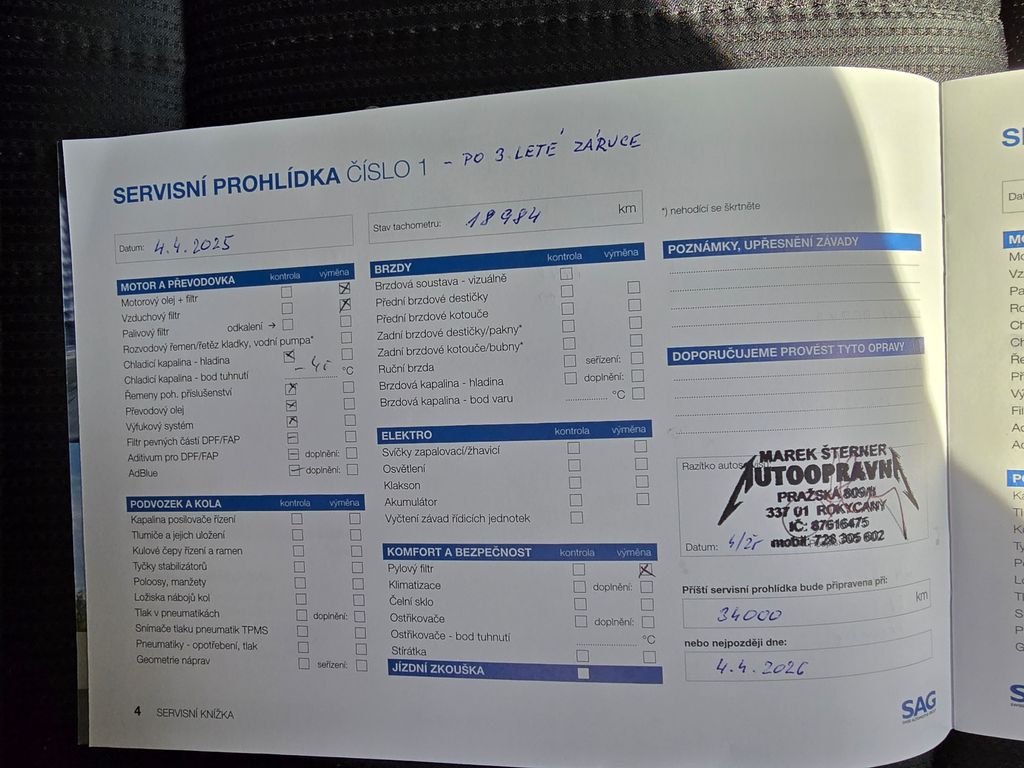 SERVISNÍ PROHLÍDKA ČÍSLO 1 - PO 3 LETÉ ZÁRUCE
Datum: 4.4.2025
Stav tachometru: 18984 km
*) nehodící se škrtněte
MOTOR A PŘEVODOVKA kontrola výměna
Motorový olej + filtr
Vzduchový filtr
Palivový filtr odkalení →
Rozvodový řemen/řetěz kladky, vodní pumpa*
Chladicí kapalina - hladina
Chladicí kapalina - bod tuhnutí °C
Řemeny poh. příslušenství
Převodový olej
Výfukový systém
Filtr pevných částí DPF/FAP
Aditivum pro DPF/FAP doplnění:
AdBlue doplnění:
PODVOZEK A KOLA kontrola výměna
Kapalina posilovače řízení
Tlumiče a jejich uložení
Kulové čepy řízení a ramen
Tyčky stabilizátorů
Poloosy, manžety
Ložiska nábojů kol
Tlak v pneumatikách doplnění:
Snímače tlaku pneumatik TPMS
Pneumatiky - opotřebení, tlak
Geometrie náprav seřízení:
4 SERVISNÍ KNÍŽKA
BRZDY kontrola výměna
Brzdová soustava - vizuálně
Přední brzdové destičky
Přední brzdové kotouče
Zadní brzdové destičky/pakny*
Zadní brzdové kotouče/bubny*
Ruční brzda seřízení:
Brzdová kapalina - hladina doplnění:
Brzdová kapalina - bod varu °C
ELEKTRO kontrola výměna
Svíčky zapalovací/žhavicí
Osvětlení
Klakson
Akumulátor
Vyčtení závad řídicích jednotek
KOMFORT A BEZPEČNOST kontrola výměna
Pylový filtr
Klimatizace doplnění:
Čelní sklo
Ostřikovače doplnění:
Ostřikovače - bod tuhnutí °C
Stírátka
JÍZDNÍ ZKOUŠKA
POZNÁMKY, UPŘESNĚNÍ ZÁVADY
DOPORUČUJEME PROVÉST TYTO OPRAVY
Razítko
MAREK ŠTERNER
AUTOOPRAVNA
PRAŽSKÁ 809/II
337 01 ROKYCANY
IČ: 87616475
mobil: 728 305 602
Datum: 4/25
Příští servisní prohlídka bude připravena při:
34000 km
nebo nejpozději dne:
4.4.2026
SAG